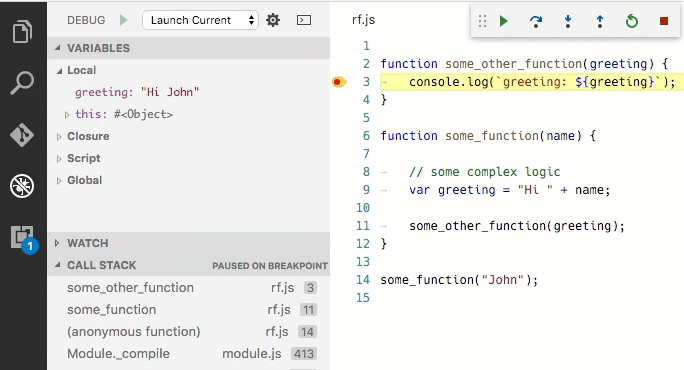 DEBUG Launch Current
VARIABLES
Local
greeting: "Hi John"
this: #<Object>
Closure
Script
Global
WATCH
CALL STACK PAUSED ON BREAKPOINT
some_other_function rf.js 3
some_function rf.js 11
(anonymous function) rf.js 14
Module._compile module.js 413
1
rf.js
1
2 function some_other_function(greeting) {
3 console.log(`greeting: ${greeting}`);
4 }
5
6 function some_function(name) {
7
8 // some complex logic
9 var greeting = "Hi " + name;
10
11 some_other_function(greeting);
12 }
13
14 some_function("John");
15